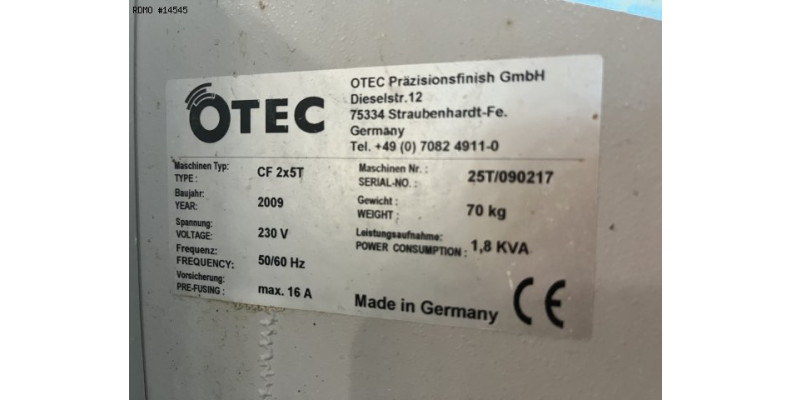 RDMO #14545
OTEC
OTEC Präzisionsfinish GmbH
Dieselstr.12
75334 Straubenhardt-Fe.
Germany
Tel. +49 (0) 7082 4911-0
Maschinen Typ:
TYPE : CF 2x5T
Maschinen Nr. :
SERIAL-NO. : 25T/090217
Baujahr:
YEAR: 2009
Gewicht :
WEIGHT : 70 kg
Spannung:
VOLTAGE: 230 V
Leistungsaufnahme:
POWER CONSUMPTION : 1,8 KVA
Frequenz:
FREQUENCY: 50/60 Hz
Vorsicherung:
PRE-FUSING : max. 16 A
Made in Germany CE